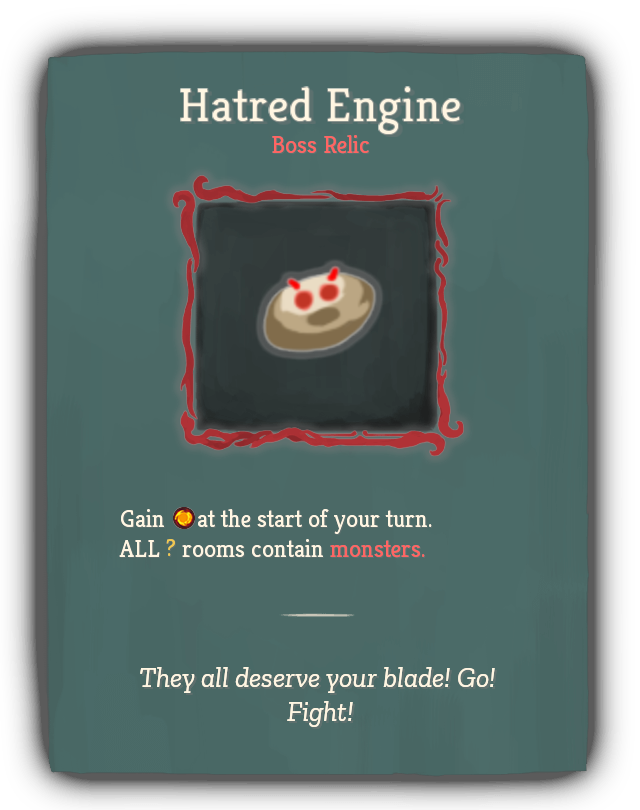 Hatred Engine
Boss Relic
Gain at the start of your turn.
ALL ? rooms contain monsters.
They all deserve your blade! Go!
Fight!